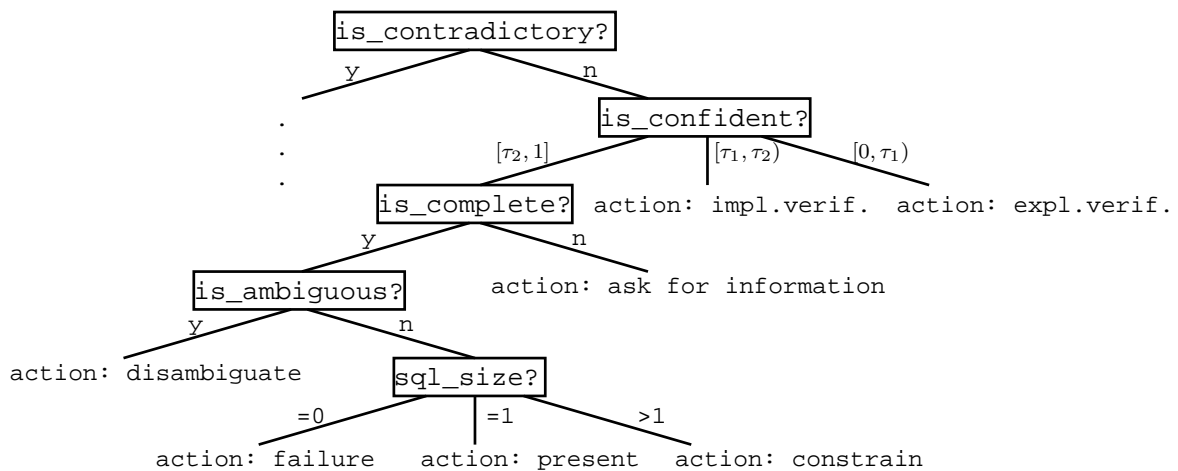 is_contradictory?
y n
.
.
.
is_confident?
[τ₂, 1] [τ₁, τ₂) [0, τ₁)
is_complete? action: impl.verif. action: expl.verif.
y n
is_ambiguous? action: ask for information
y n
action: disambiguate sql_size?
=0 =1 >1
action: failure action: present action: constrain